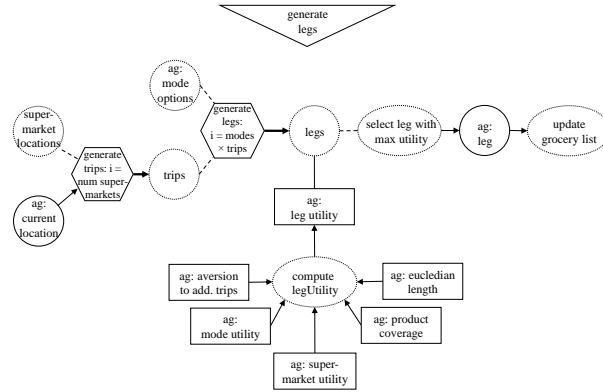 generate
legs
ag:
mode
options
super-
market
locations
generate
trips: i =
num super-
markets
ag:
current
location
trips
generate
legs:
i = modes
× trips
legs
select leg with
max utility
ag:
leg
update
grocery list
ag:
leg utility
ag: aversion
to add. trips
compute
legUtility
ag: eucledian
length
ag:
mode utility
ag: product
coverage
ag: super-
market utility